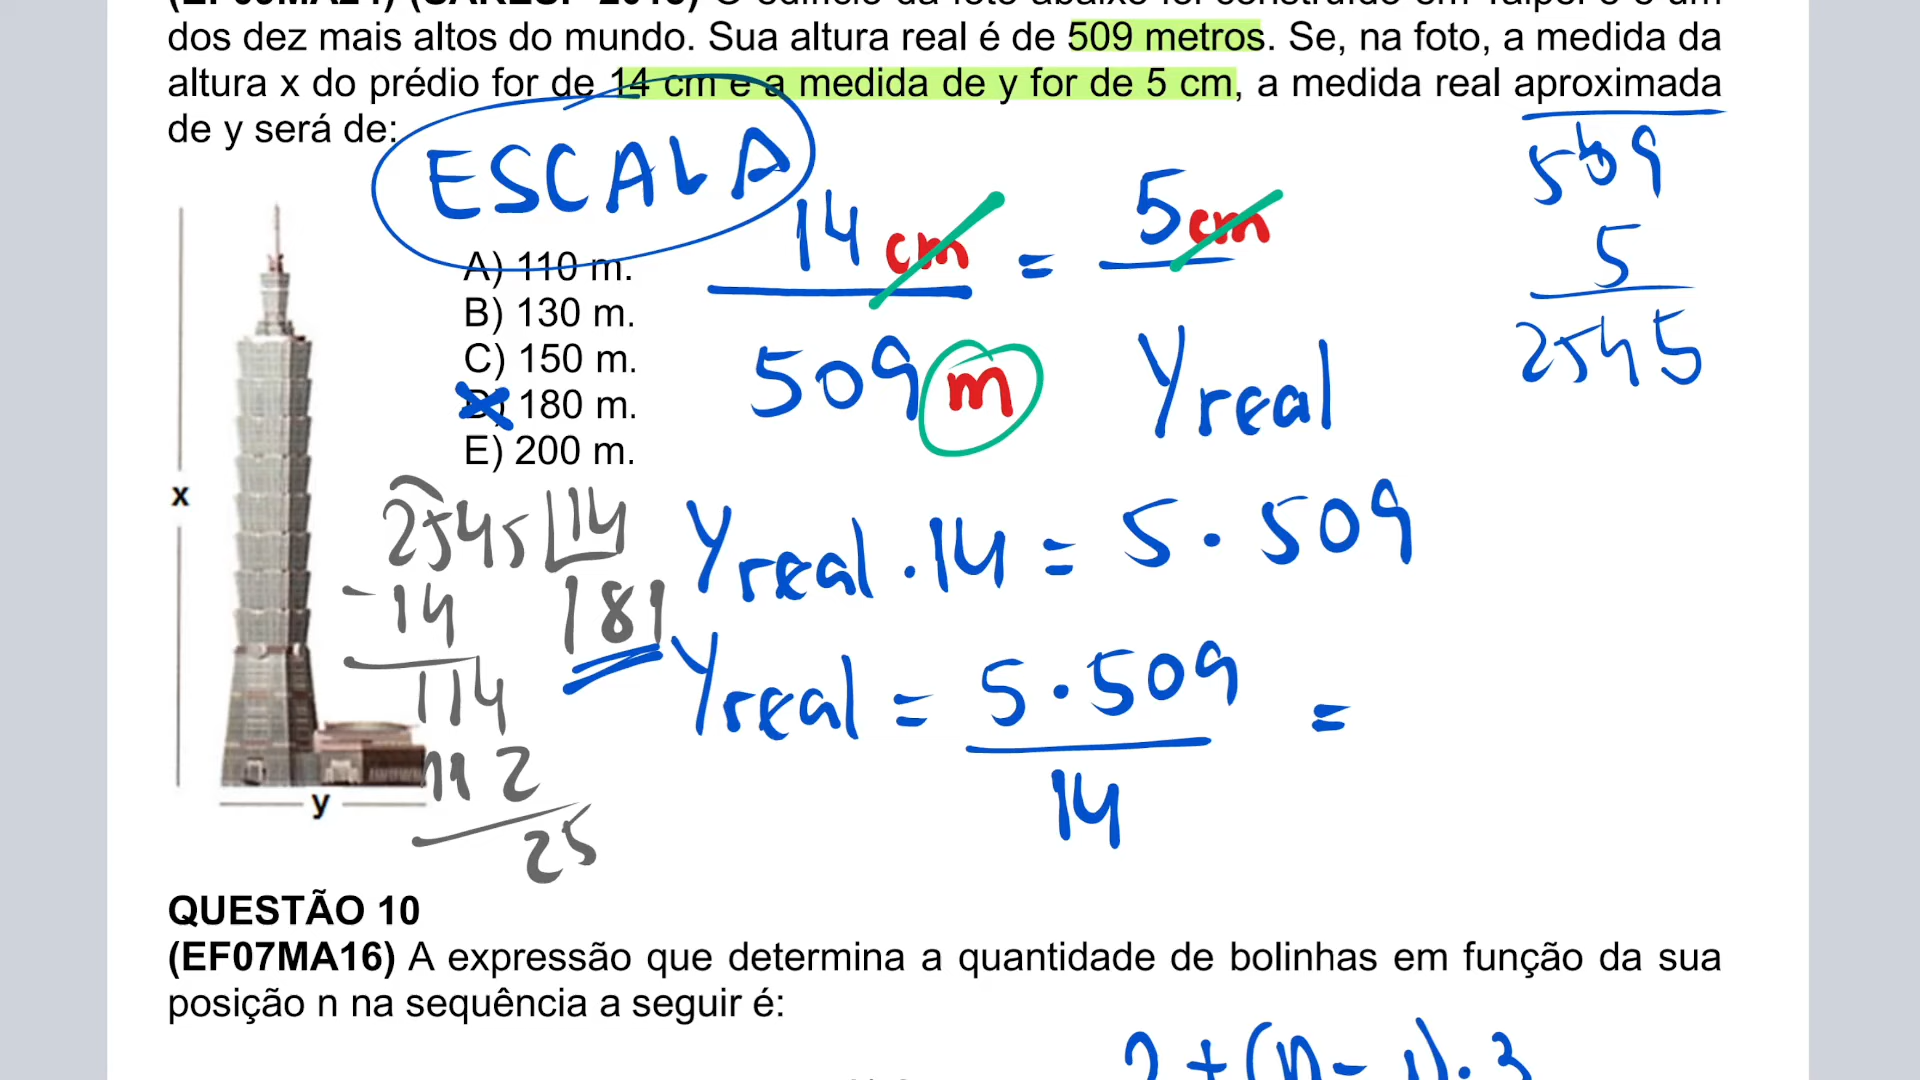 dos dez mais altos do mundo. Sua altura real é de 509 metros. Se, na foto, a medida da
altura x do prédio for de 14 cm e a medida de y for de 5 cm, a medida real aproximada
de y será de:
ESCALA
A) 110 m.
B) 130 m.
C) 150 m.
D) 180 m.
E) 200 m.
14 cm = 5 cm
509 m Yreal
509
5
2545
x
y
2545 14
-14 181
114
112
25
Yreal . 14 = 5 . 509
Yreal = 5 . 509 =
14
QUESTÃO 10
(EF07MA16) A expressão que determina a quantidade de bolinhas em função da sua
posição n na sequência a seguir é:
2 + (n - 1) . 3